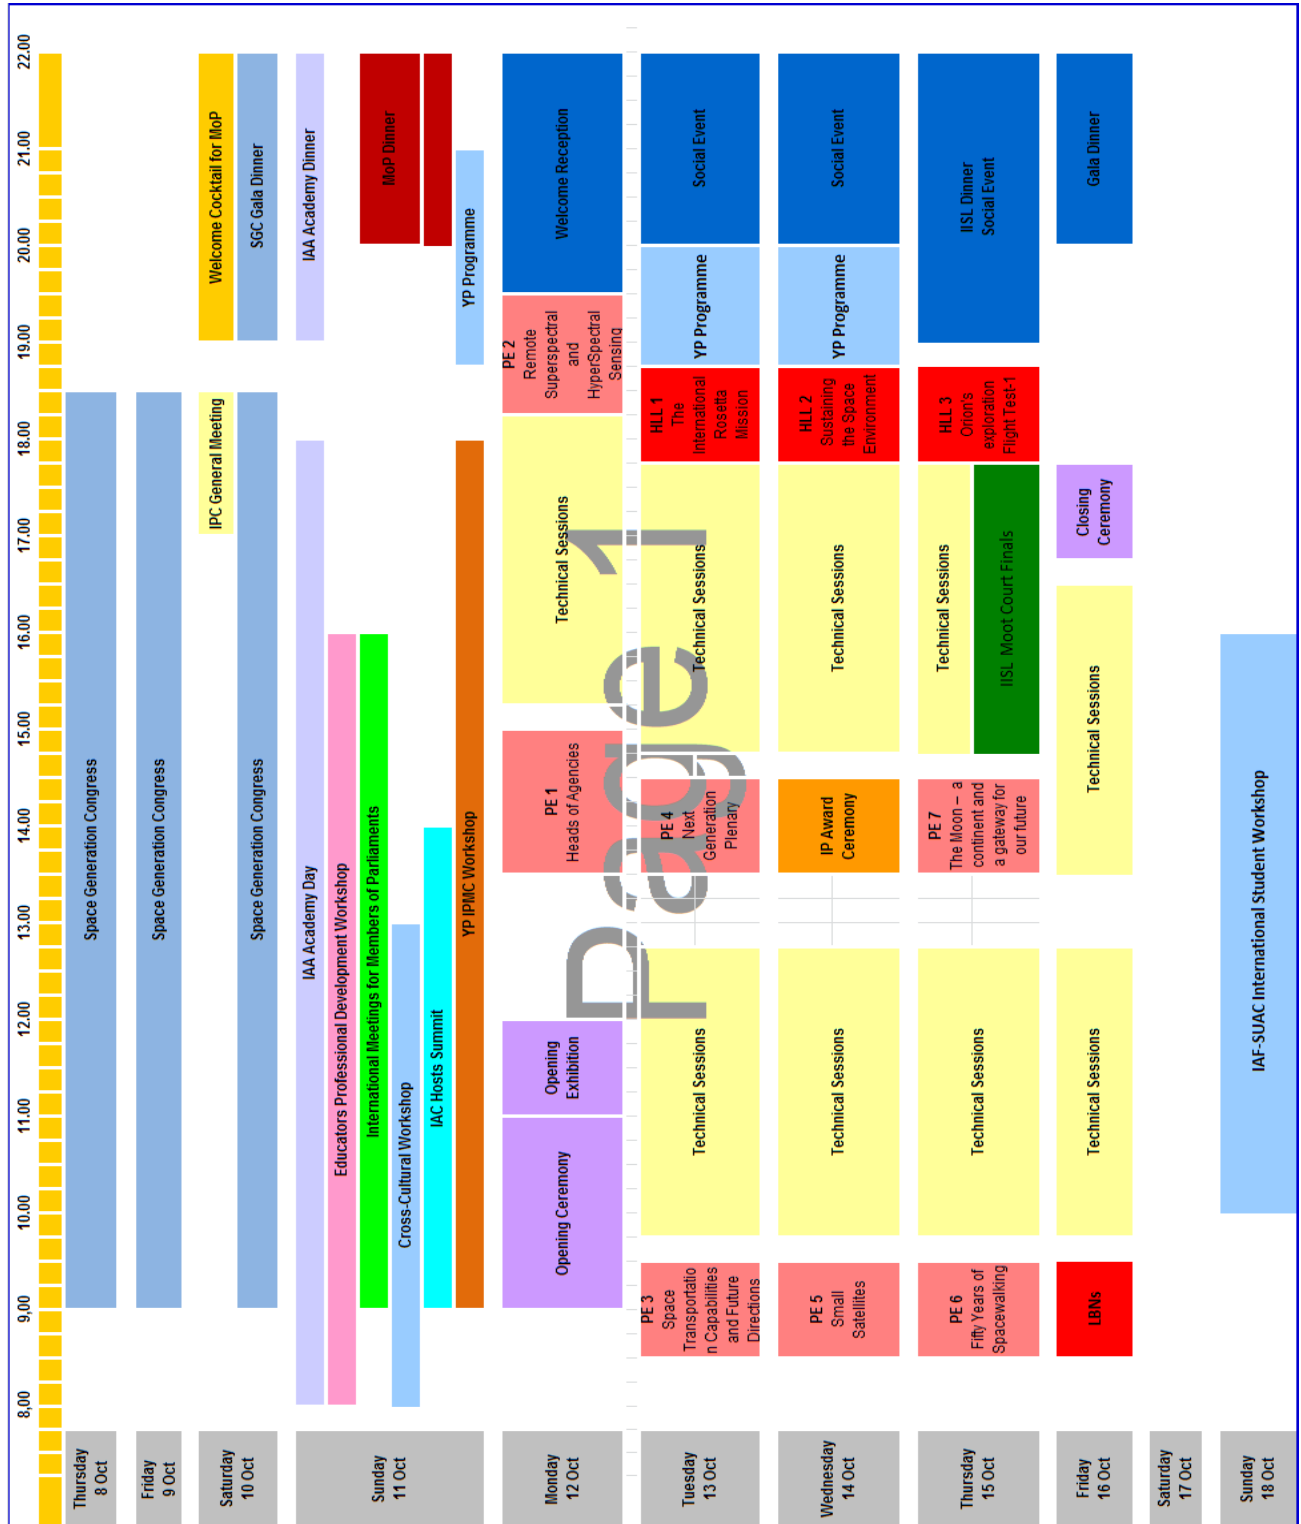 8,00
9,00
10.00
11.00
12.00
13.00
14.00
15.00
16.00
17.00
18.00
19.00
20.00
21.00
22.00
Thursday
8 Oct
Space Generation Congress
Friday
9 Oct
Space Generation Congress
Saturday
10 Oct
IPC General Meeting
Welcome Cocktail for MoP
Space Generation Congress
SGC Gala Dinner
Sunday
11 Oct
IAA Academy Day
IAA Academy Dinner
Educators Professional Development Workshop
International Meetings for Members of Parliaments
MoP Dinner
Cross-Cultural Workshop
IAC Hosts Summit
YP IPMC Workshop
YP Programme
Monday
12 Oct
Opening Ceremony
Opening
Exhibition
PE 1
Heads of Agencies
Technical Sessions
PE 2
Remote
Superspectral
and
HyperSpectral
Sensing
Welcome Reception
Page 1
Tuesday
13 Oct
PE 3
Space
Transportatio
n Capabilities
and Future
Directions
Technical Sessions
PE 4
Next
Generation
Plenary
Technical Sessions
HLL 1
The
International
Rosetta
Mission
YP Programme
Social Event
Wednesday
14 Oct
PE 5
Small
Satellites
Technical Sessions
IP Award
Ceremony
Technical Sessions
HLL 2
Sustaining
the Space
Environment
YP Programme
Social Event
Thursday
15 Oct
PE 6
Fifty Years of
Spacewalking
Technical Sessions
PE 7
The Moon – a
continent and
a gateway for
our future
Technical Sessions
IISL Moot Court Finals
HLL 3
Orion's
exploration
Flight Test-1
IISL Dinner
Social Event
Friday
16 Oct
LBNs
Technical Sessions
Technical Sessions
Closing
Ceremony
Gala Dinner
Saturday
17 Oct
Sunday
18 Oct
IAF-SUAC International Student Workshop